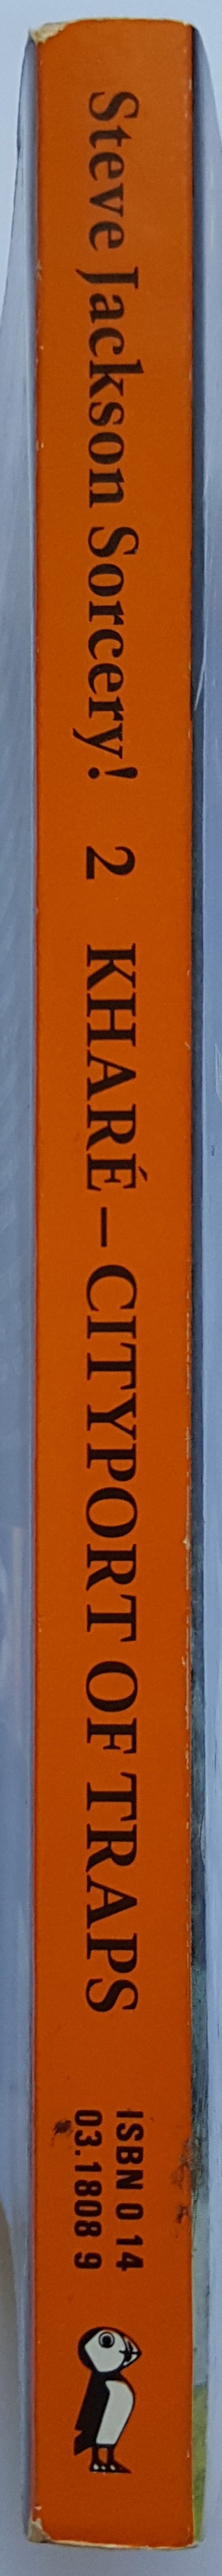 Steve Jackson Sorcery! 2 KHARÉ – CITYPORT OF TRAPS
ISBN 0 14
03.1808 9